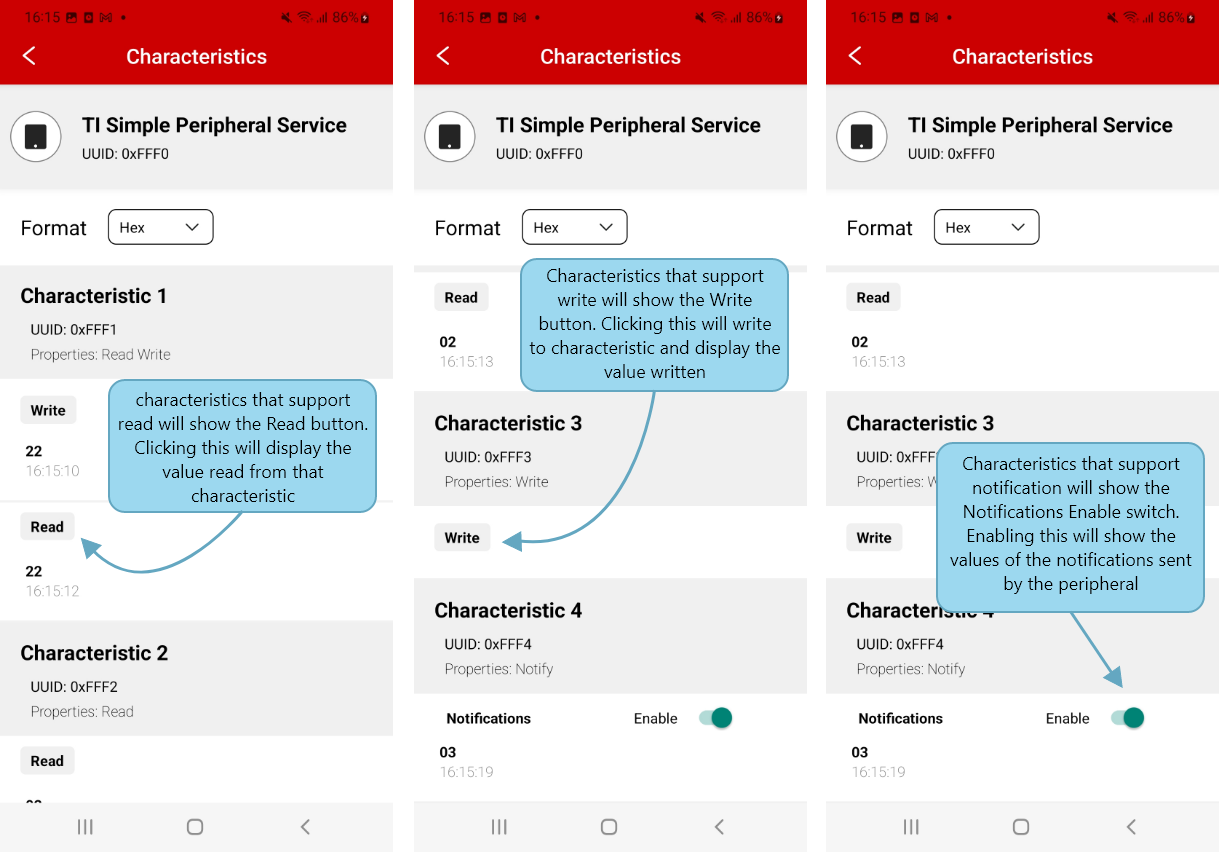 16:15
86%
Characteristics
TI Simple Peripheral Service
UUID: 0xFFF0
Format
Hex
Characteristic 1
UUID: 0xFFF1
Properties: Read Write
Write
22
16:15:10
characteristics that support
read will show the Read button.
Clicking this will display the
value read from that
characteristic
Read
22
16:15:12
Characteristic 2
UUID: 0xFFF2
Properties: Read
Read
16:15
86%
Characteristics
TI Simple Peripheral Service
UUID: 0xFFF0
Format
Hex
Characteristics that support
write will show the Write
button. Clicking this will write
to characteristic and display the
value written
Read
02
16:15:13
Characteristic 3
UUID: 0xFFF3
Properties: Write
Write
Characteristic 4
UUID: 0xFFF4
Properties: Notify
Notifications
Enable
03
16:15:19
16:15
86%
Characteristics
TI Simple Peripheral Service
UUID: 0xFFF0
Format
Hex
Read
02
16:15:13
Characteristic 3
UUID:
Properties:
Characteristics that support
notification will show the
Notifications Enable switch.
Enabling this will show the
values of the notifications sent
by the peripheral
Write
Characteristic 4
UUID: 0xFFF4
Properties: Notify
Notifications
Enable
03
16:15:19